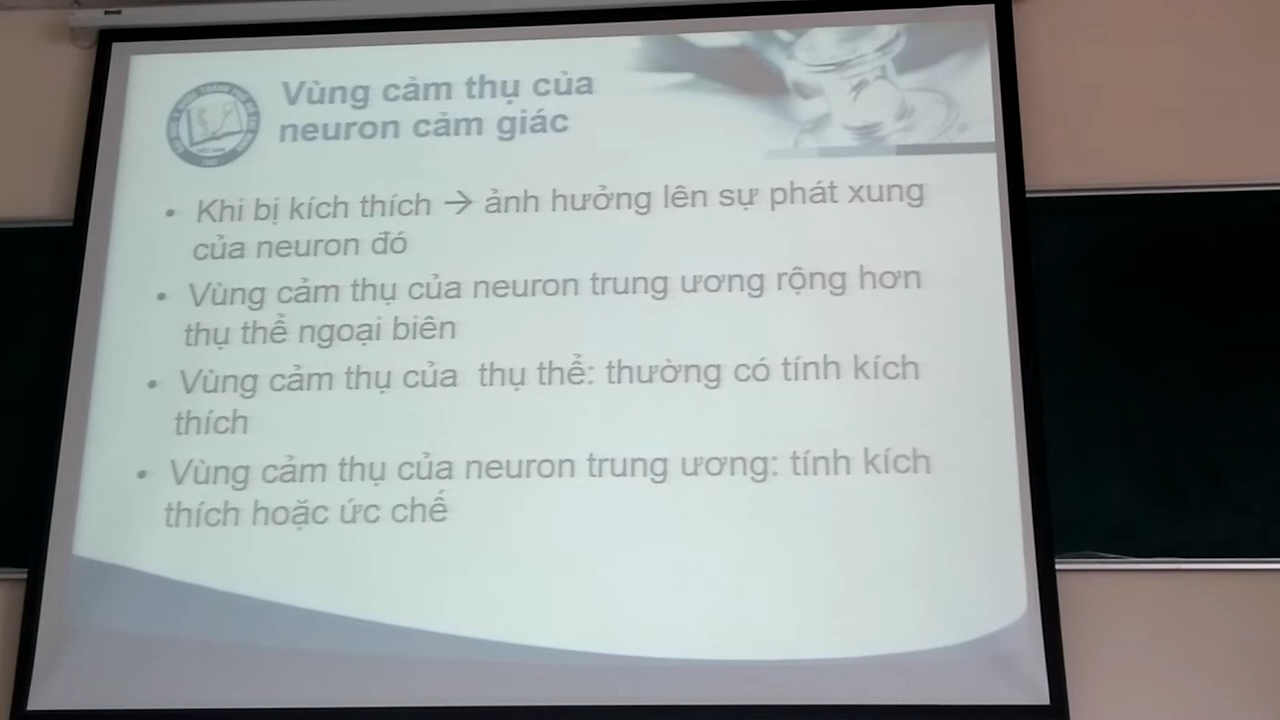 Vùng cảm thụ của
neuron cảm giác
• Khi bị kích thích → ảnh hưởng lên sự phát xung
của neuron đó
• Vùng cảm thụ của neuron trung ương rộng hơn
thụ thể ngoại biên
• Vùng cảm thụ của thụ thể: thường có tính kích
thích
• Vùng cảm thụ của neuron trung ương: tính kích
thích hoặc ức chế